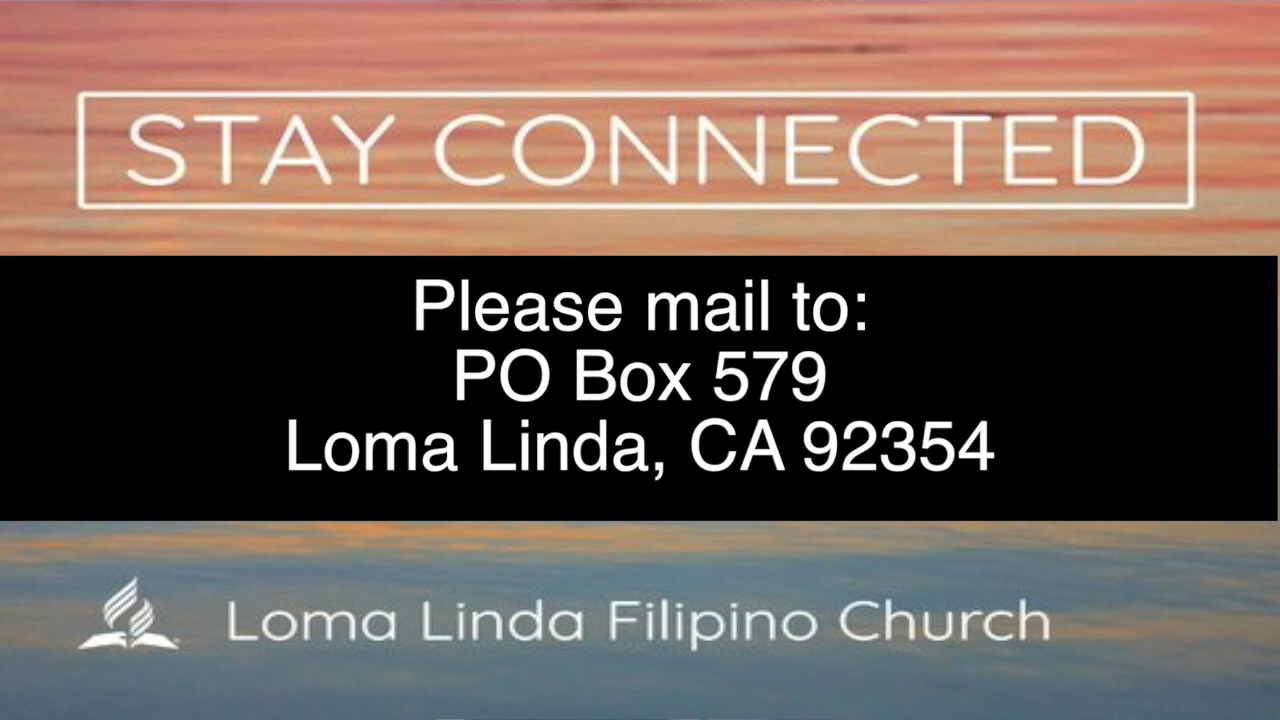 STAY CONNECTED
Please mail to:
PO Box 579
Loma Linda, CA 92354
Loma Linda Filipino Church